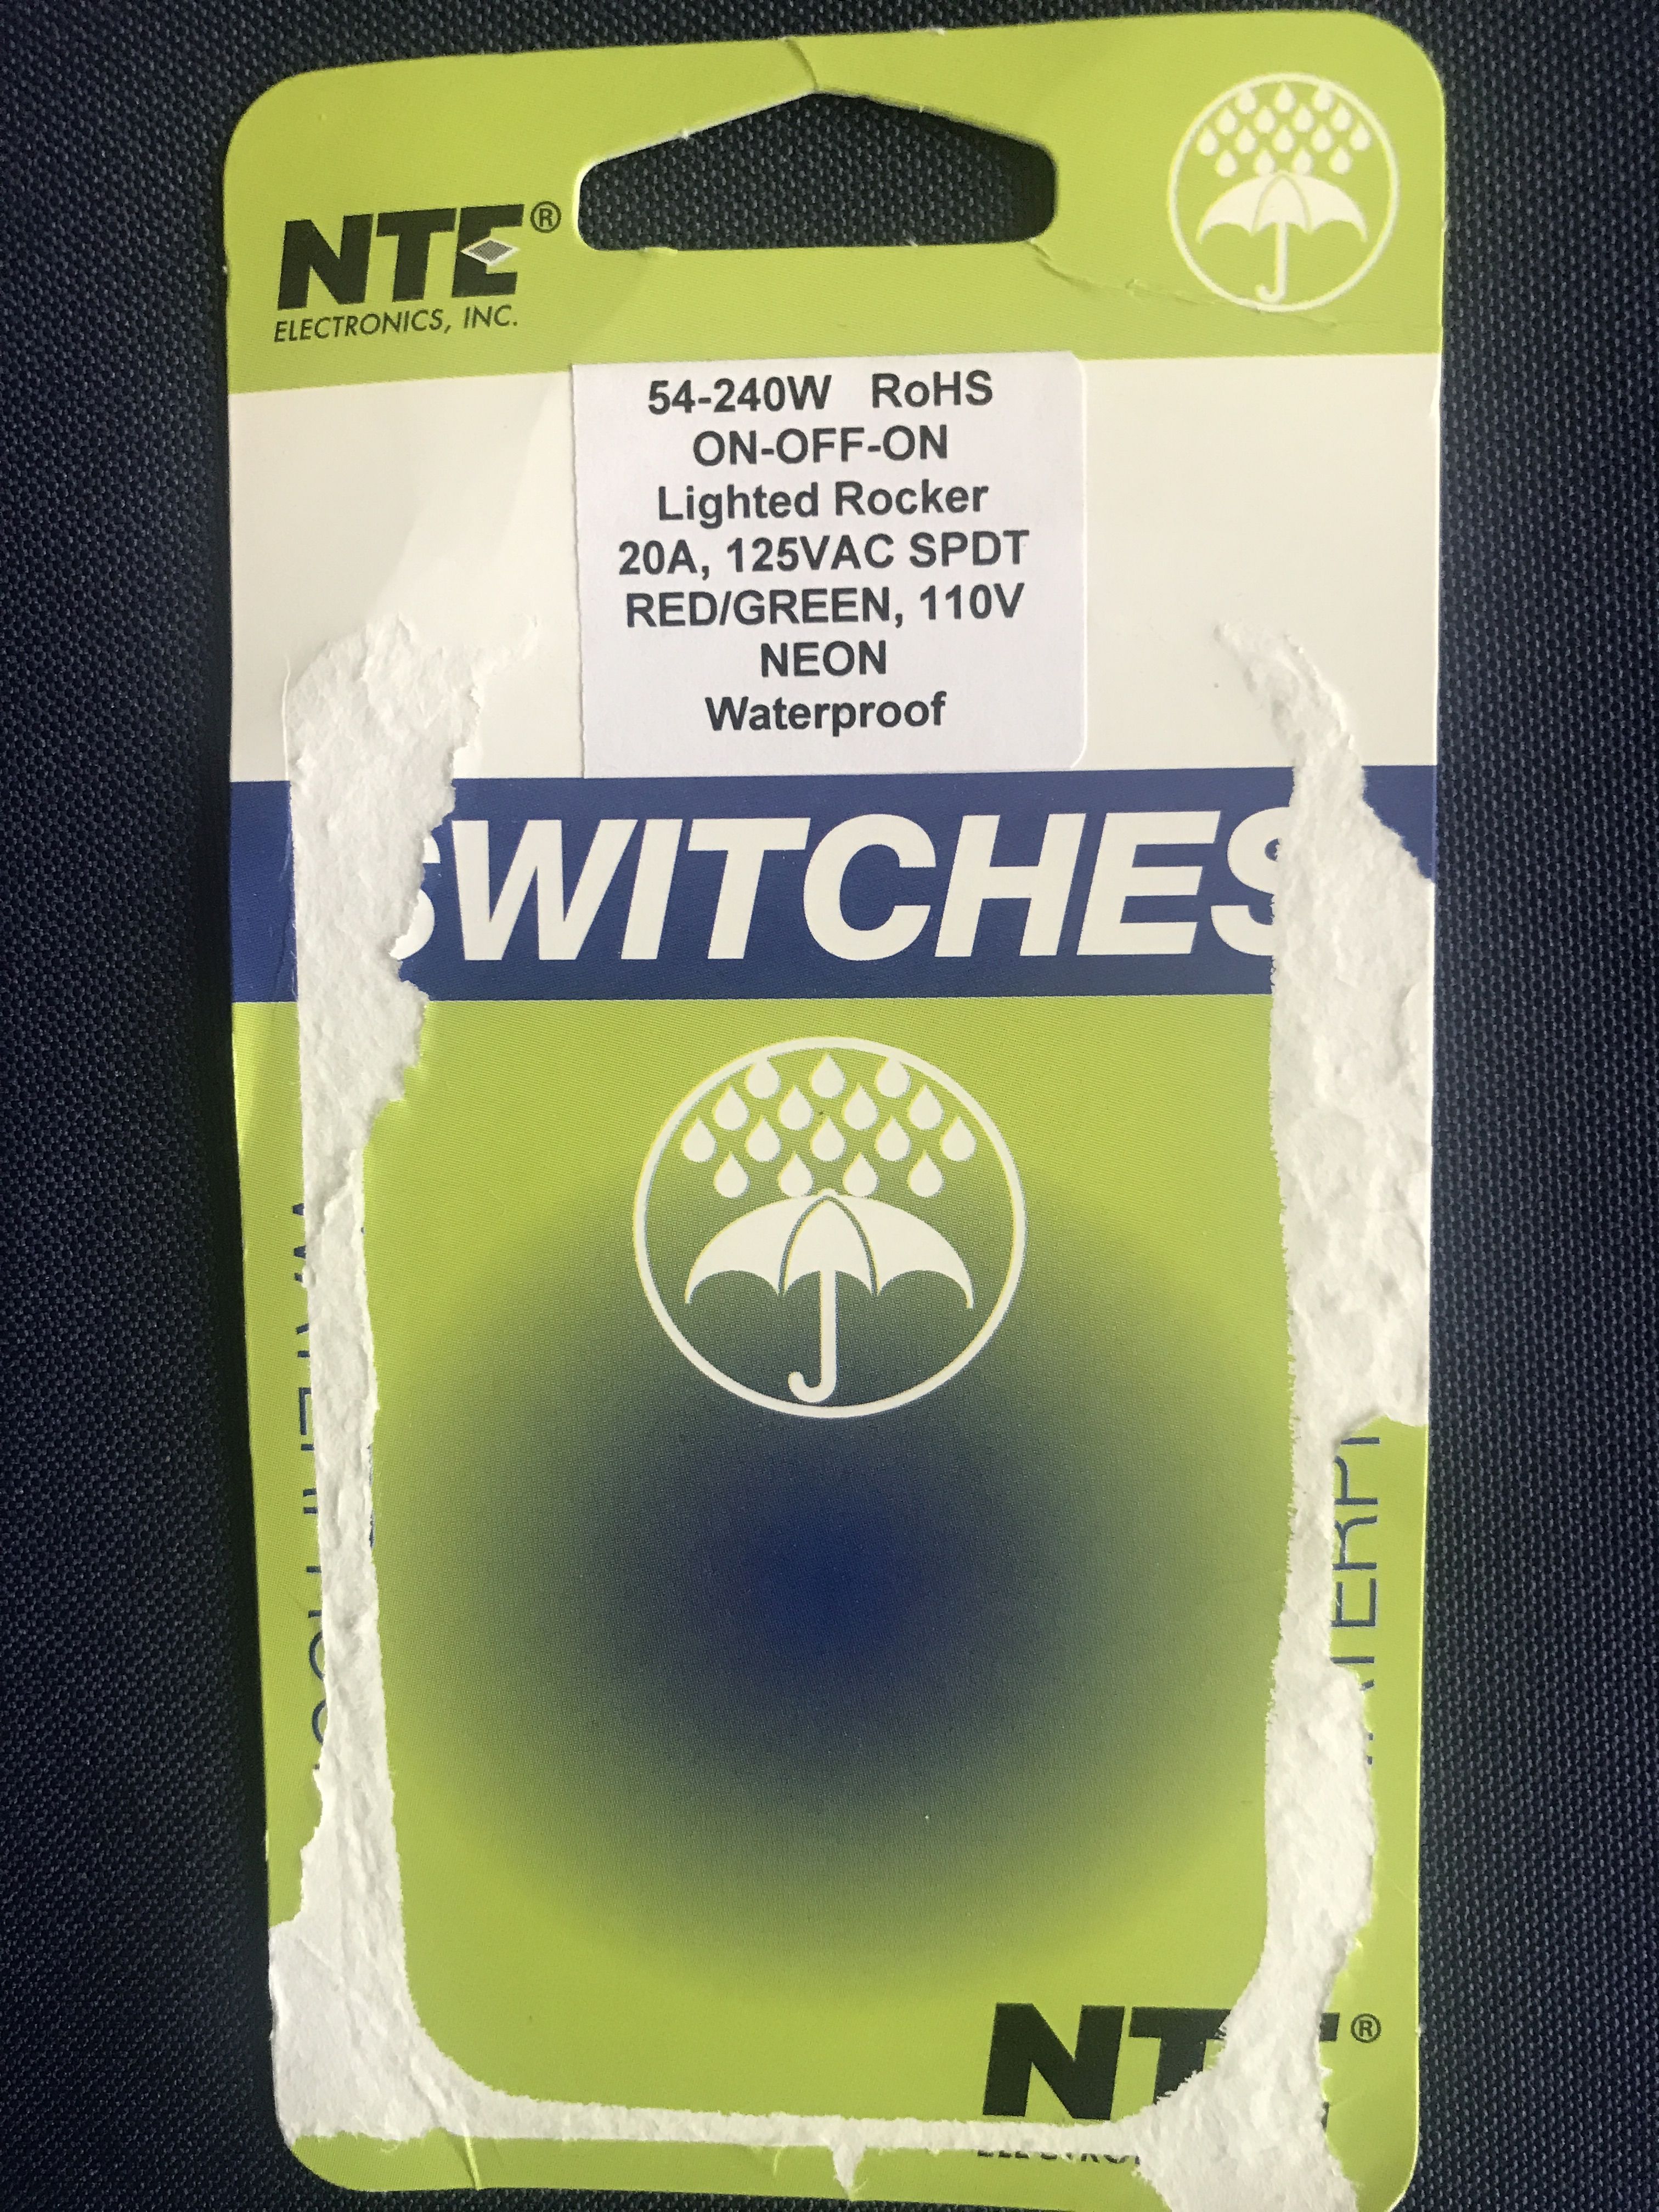 NTE®
ELECTRONICS, INC.
54-240W RoHS
ON-OFF-ON
Lighted Rocker
20A, 125VAC SPDT
RED/GREEN, 110V
NEON
Waterproof
SWITCHES
NTE®